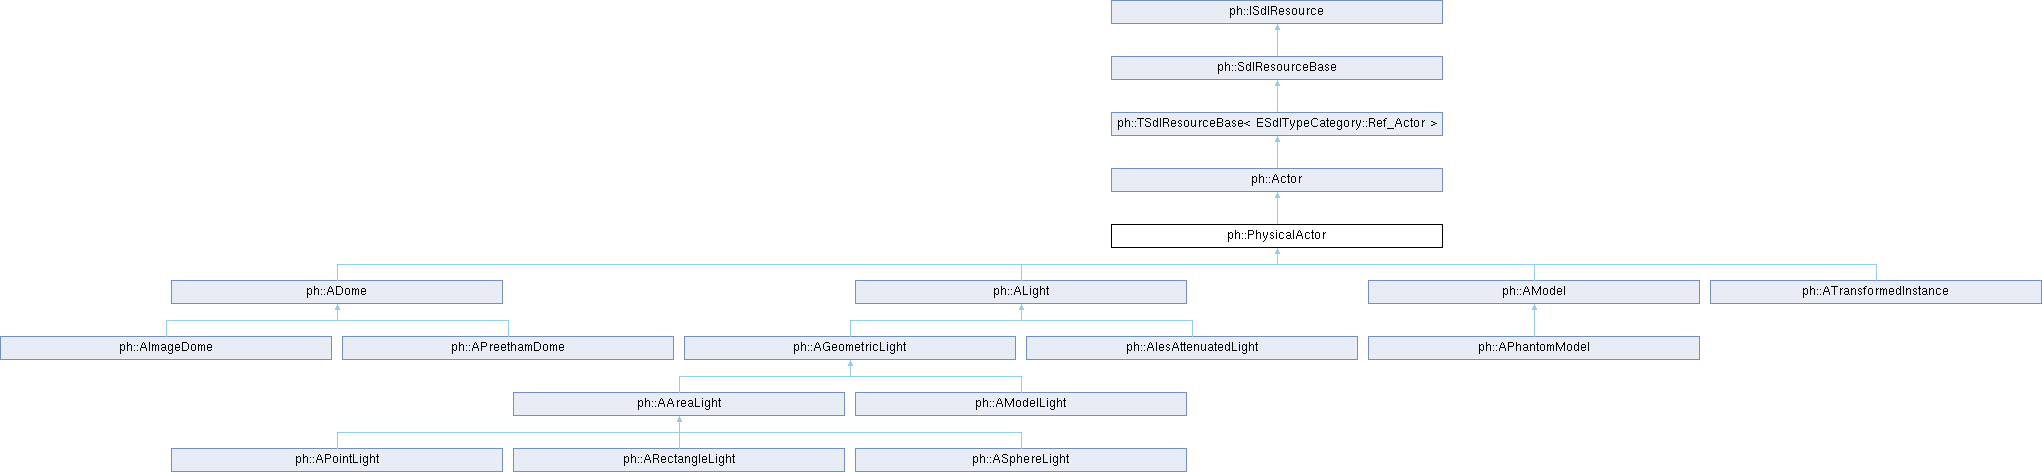 ph::ISdlResource
ph::SdlResourceBase
ph::TSdlResourceBase< ESdlTypeCategory::Ref_Actor >
ph::Actor
ph::PhysicalActor
ph::ADome
ph::ALight
ph::AModel
ph::ATransformedInstance
ph::AImageDome
ph::APreethamDome
ph::AGeometricLight
ph::AIesAttenuatedLight
ph::APhantomModel
ph::AAreaLight
ph::AModelLight
ph::APointLight
ph::ARectangleLight
ph::ASphereLight